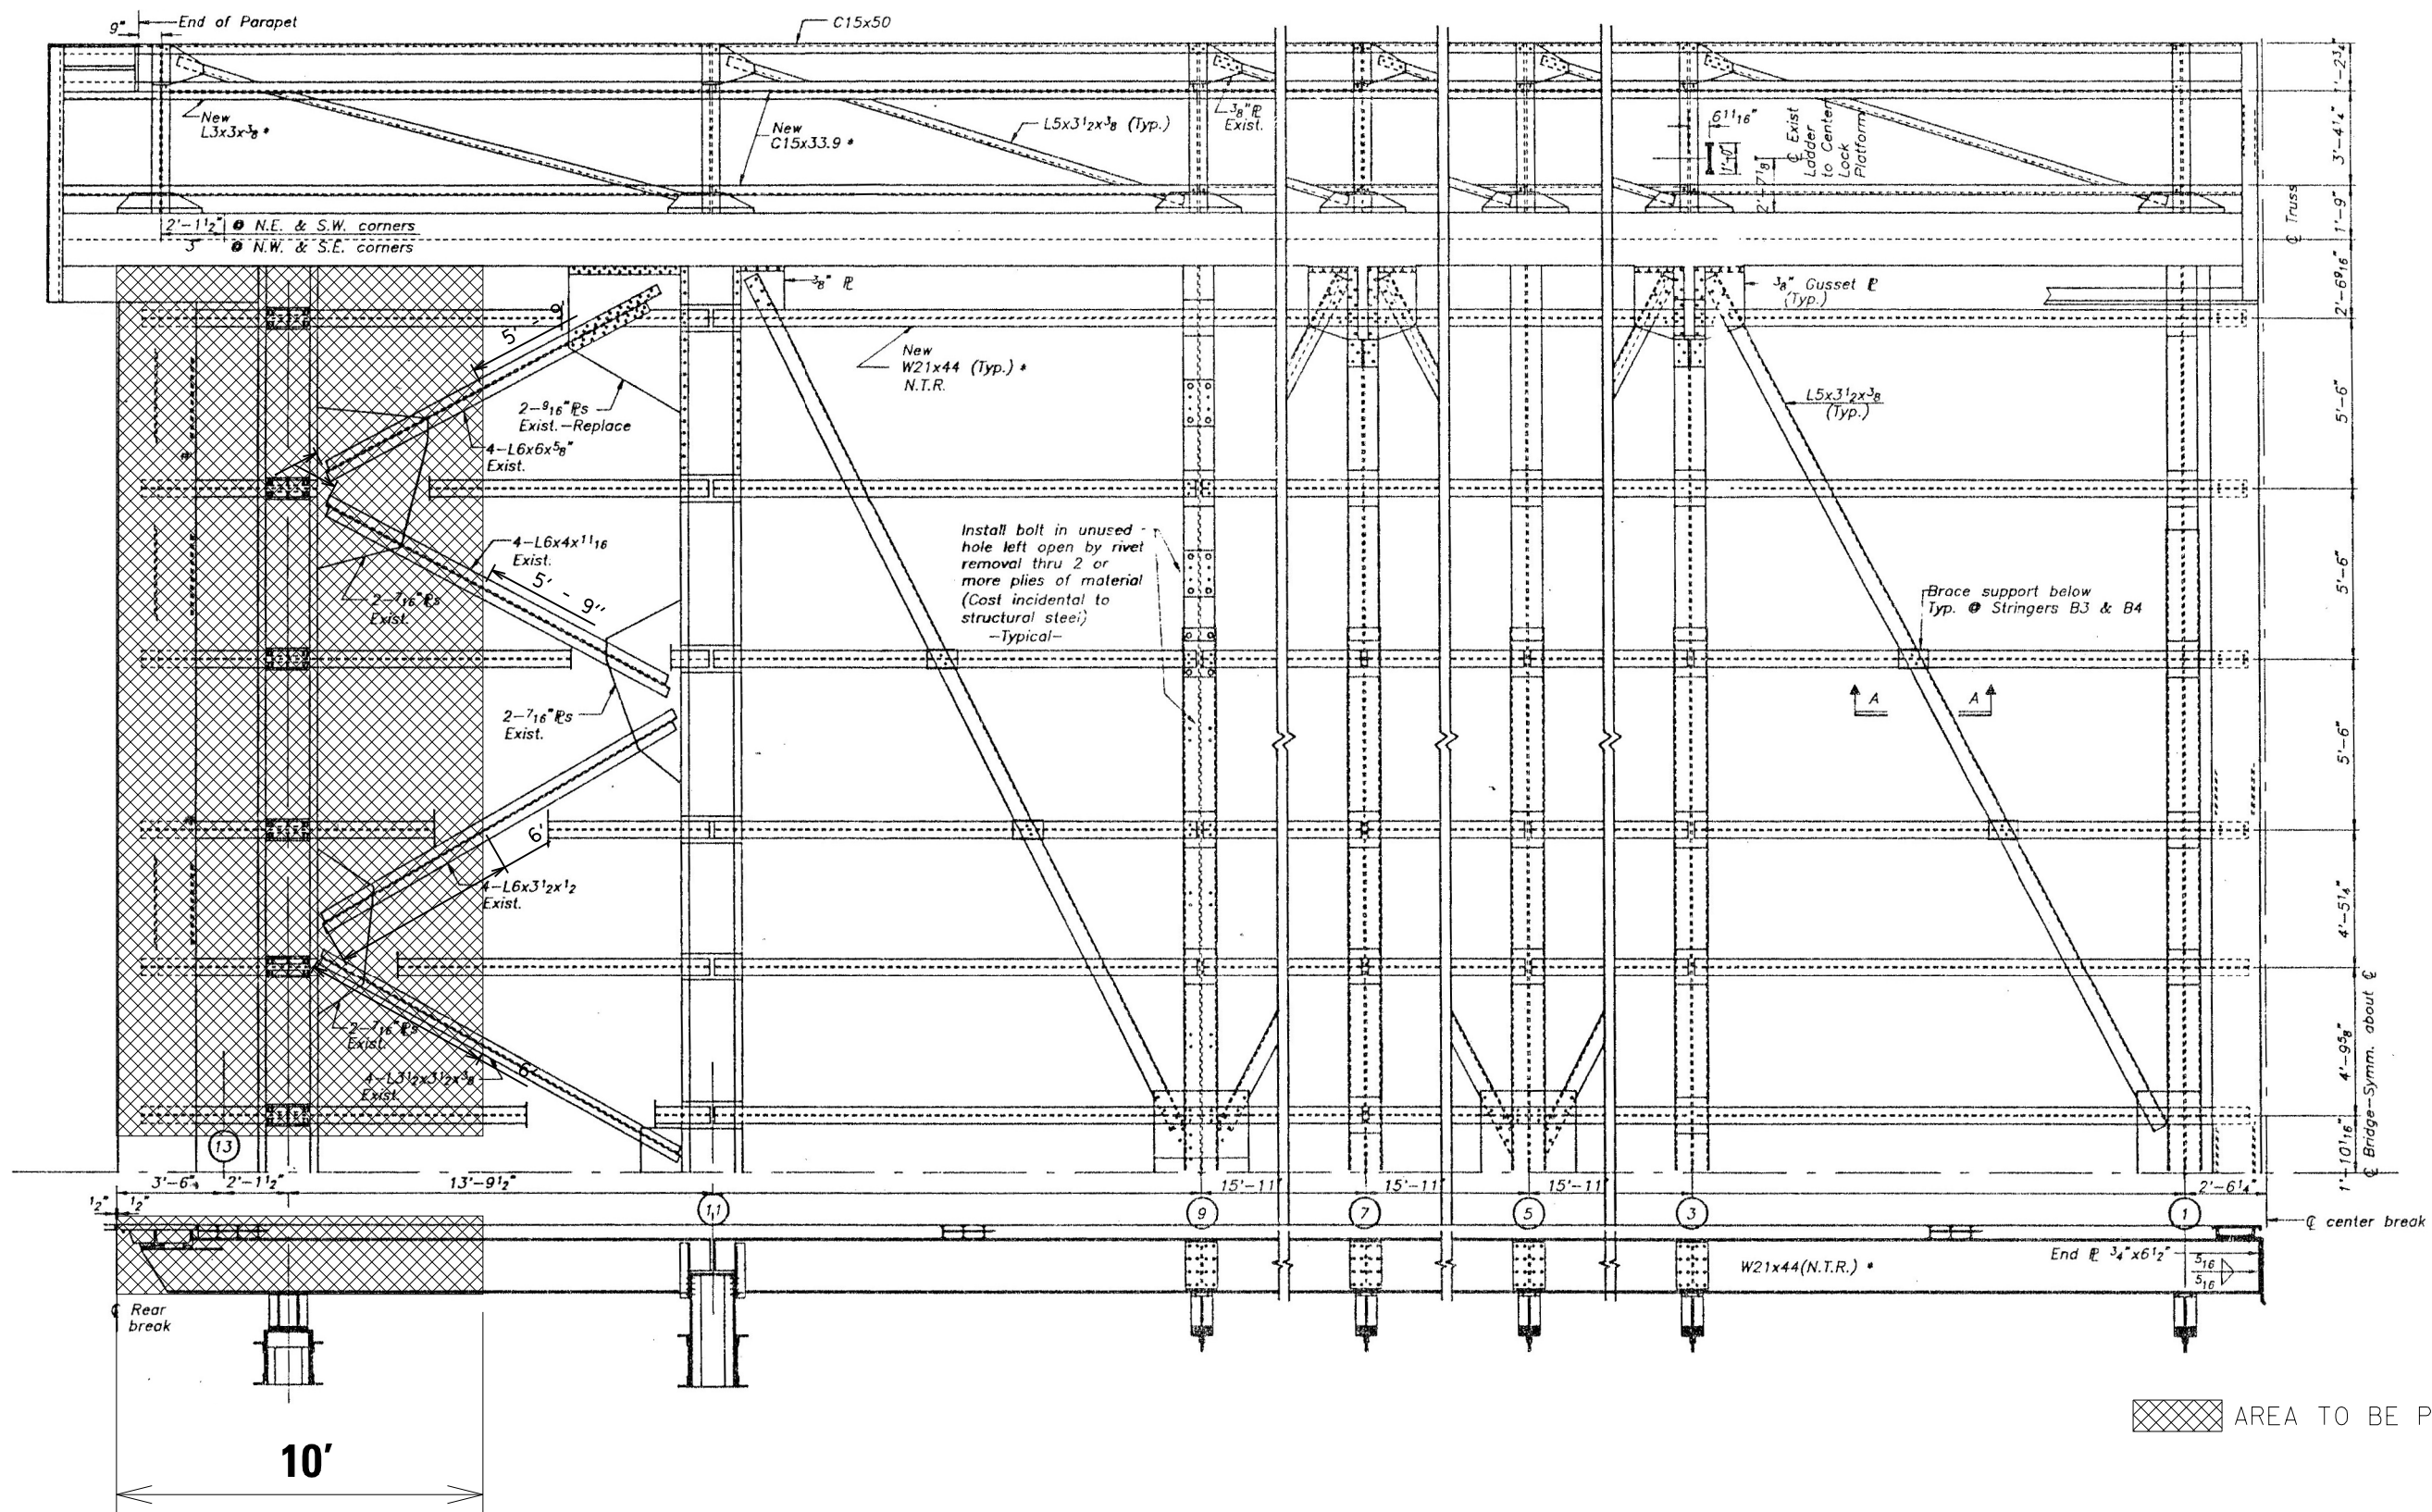 9"
End of Parapet
C15x50
New
L3x3x3/8 *
New
C15x33.9 *
L5x3 1/2x3/8 (Typ.)
3/8" ℄
Exist.
6 11/16"
1'-10"
2'-7 1/8"
℄ Exist
Ladder
to Center
Lock
Platform
1'-2 3/4"
3'-4 1/4"
1'-9"
℄ Truss
2'-1 1/2" @ N.E. & S.W. corners
3" @ N.W. & S.E. corners
3/8" ℄
3/8" Gusset ℄
(Typ.)
2'-6 9/16"
5' - 9"
New
W21x44 (Typ.) *
N.T.R.
2-9/16" ℄s
Exist.-Replace
4-L6x6x5/8"
Exist.
L5x3 1/2x3/8
(Typ.)
5'-6"
4-L6x4x11/16
Exist.
5' - 9"
2-7/16" ℄s
Exist.
Install bolt in unused
hole left open by rivet
removal thru 2 or
more plies of material
(Cost incidental to
structural steel)
-Typical-
Brace support below
Typ. @ Stringers B3 & B4
5'-6"
2-7/16" ℄s
Exist.
A
A
5'-6"
6'
4-L6x3 1/2x1/2
Exist.
4'-5 1/4"
2-7/16" ℄s
Exist.
4-L3 1/2x3 1/2x3/8
Exist.
6'
4'-9 5/8"
1'-10 1/16"
℄ Bridge-Symm. about ℄
13
1/2"
1/2"
3'-6"
2'-1 1/2"
13'-9 1/2"
15'-11"
15'-11"
15'-11"
2'-6 1/4"
11
9
7
5
3
1
℄ center break
W21x44(N.T.R.) *
End ℄ 3/4"x6 1/2"
5/16
5/16
℄ Rear
break
10'
AREA TO BE P